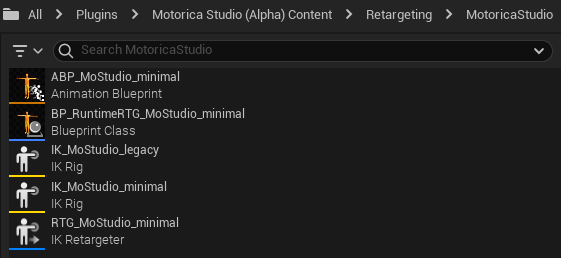 All > Plugins > Motorica Studio (Alpha) Content > Retargeting > MotoricaStudio
Search MotoricaStudio
ABP_MoStudio_minimal
Animation Blueprint
BP_RuntimeRTG_MoStudio_minimal
Blueprint Class
IK_MoStudio_legacy
IK Rig
IK_MoStudio_minimal
IK Rig
RTG_MoStudio_minimal
IK Retargeter